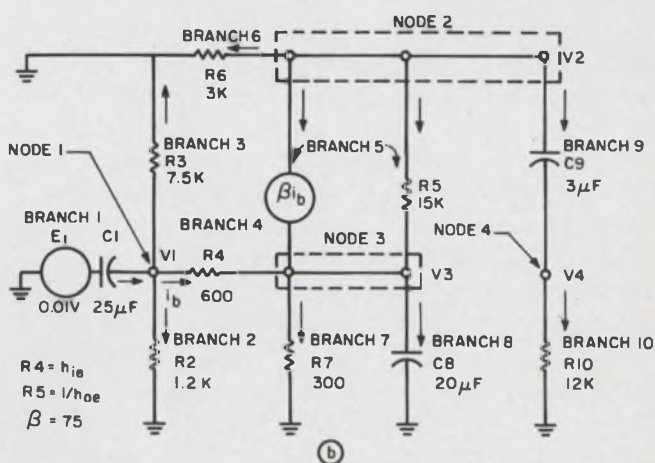 BRANCH 6
NODE 2
V2
R6
3K
NODE 1
BRANCH 3
R3
7.5K
BRANCH 5
βib
R5
15K
BRANCH 9
C9
3μF
BRANCH 1
E1
C1
BRANCH 4
NODE 3
NODE 4
V1
R4
V3
V4
0.01V
25μF
ib
600
BRANCH 2
R2
1.2 K
BRANCH 7
R7
300
BRANCH 8
C8
20μF
BRANCH 10
R10
12K
R4 = hie
R5 = 1/hoe
β = 75
b